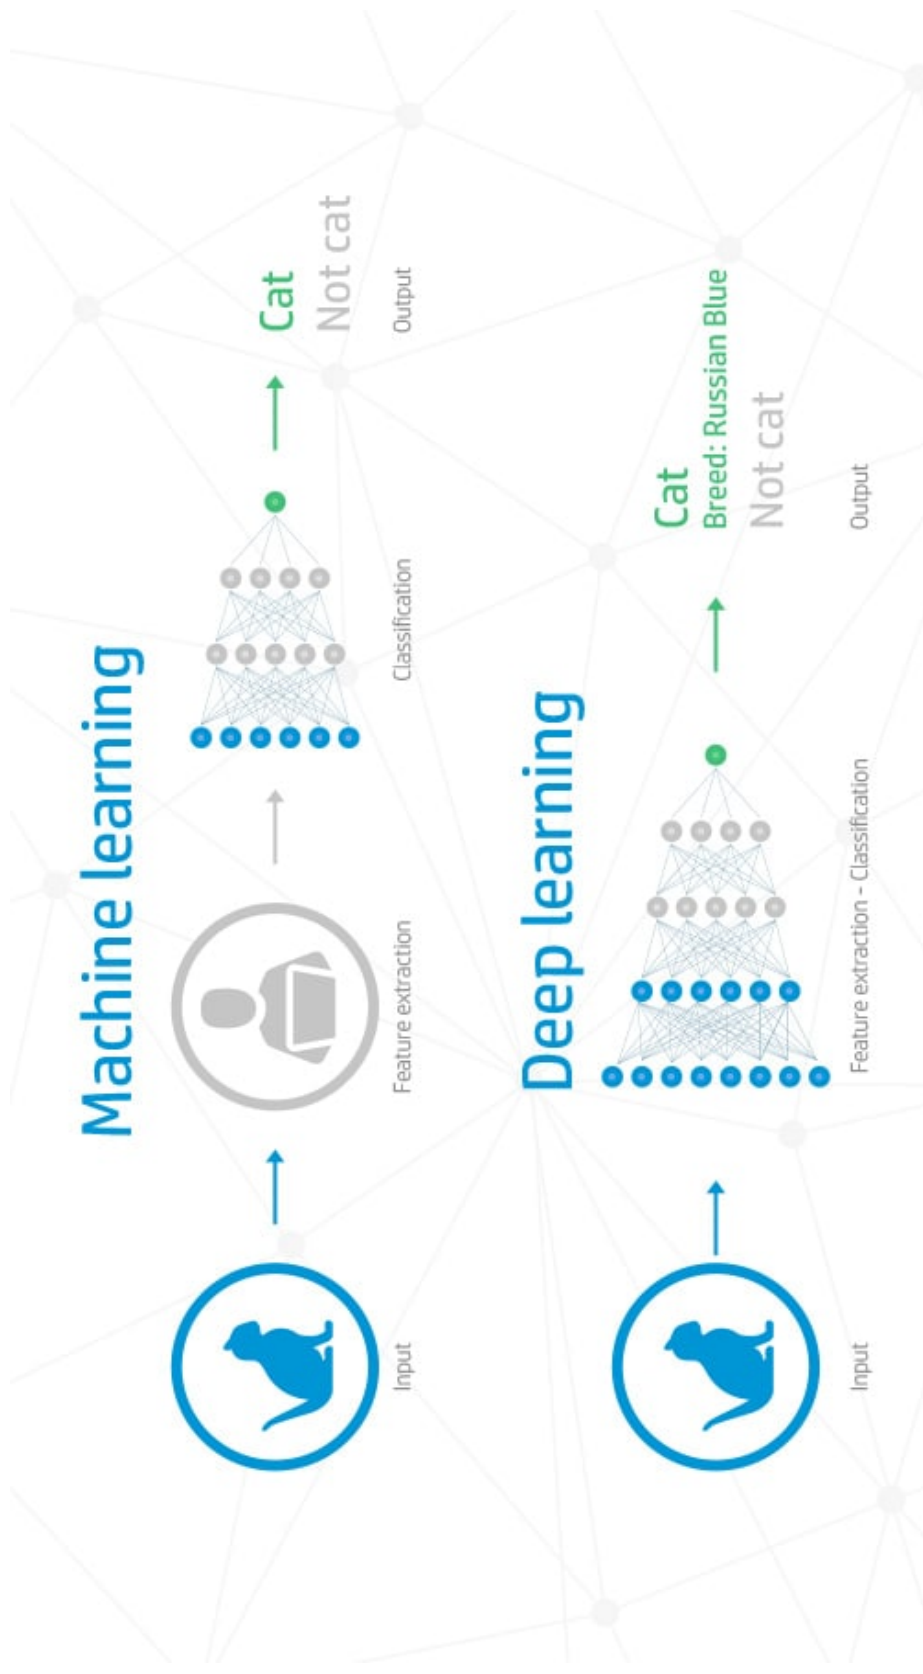 Machine learning
Cat
Not cat
Input
Feature extraction
Classification
Output
Deep learning
Cat
Breed: Russian Blue
Not cat
Input
Feature extraction - Classification
Output